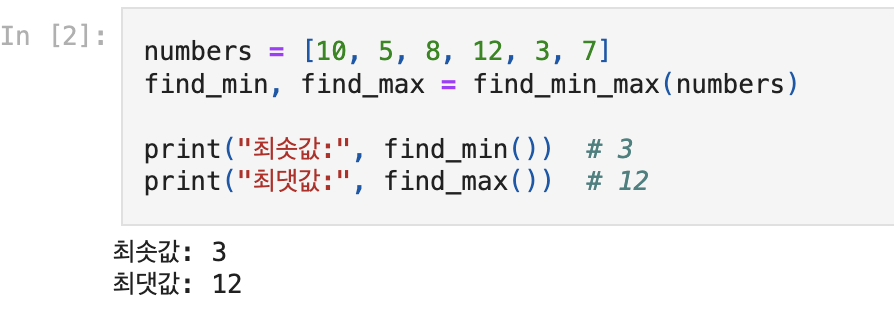 In [2]:
numbers = [10, 5, 8, 12, 3, 7]
find_min, find_max = find_min_max(numbers)
print("최솟값:", find_min())  # 3
print("최댓값:", find_max())  # 12
최솟값: 3
최댓값: 12